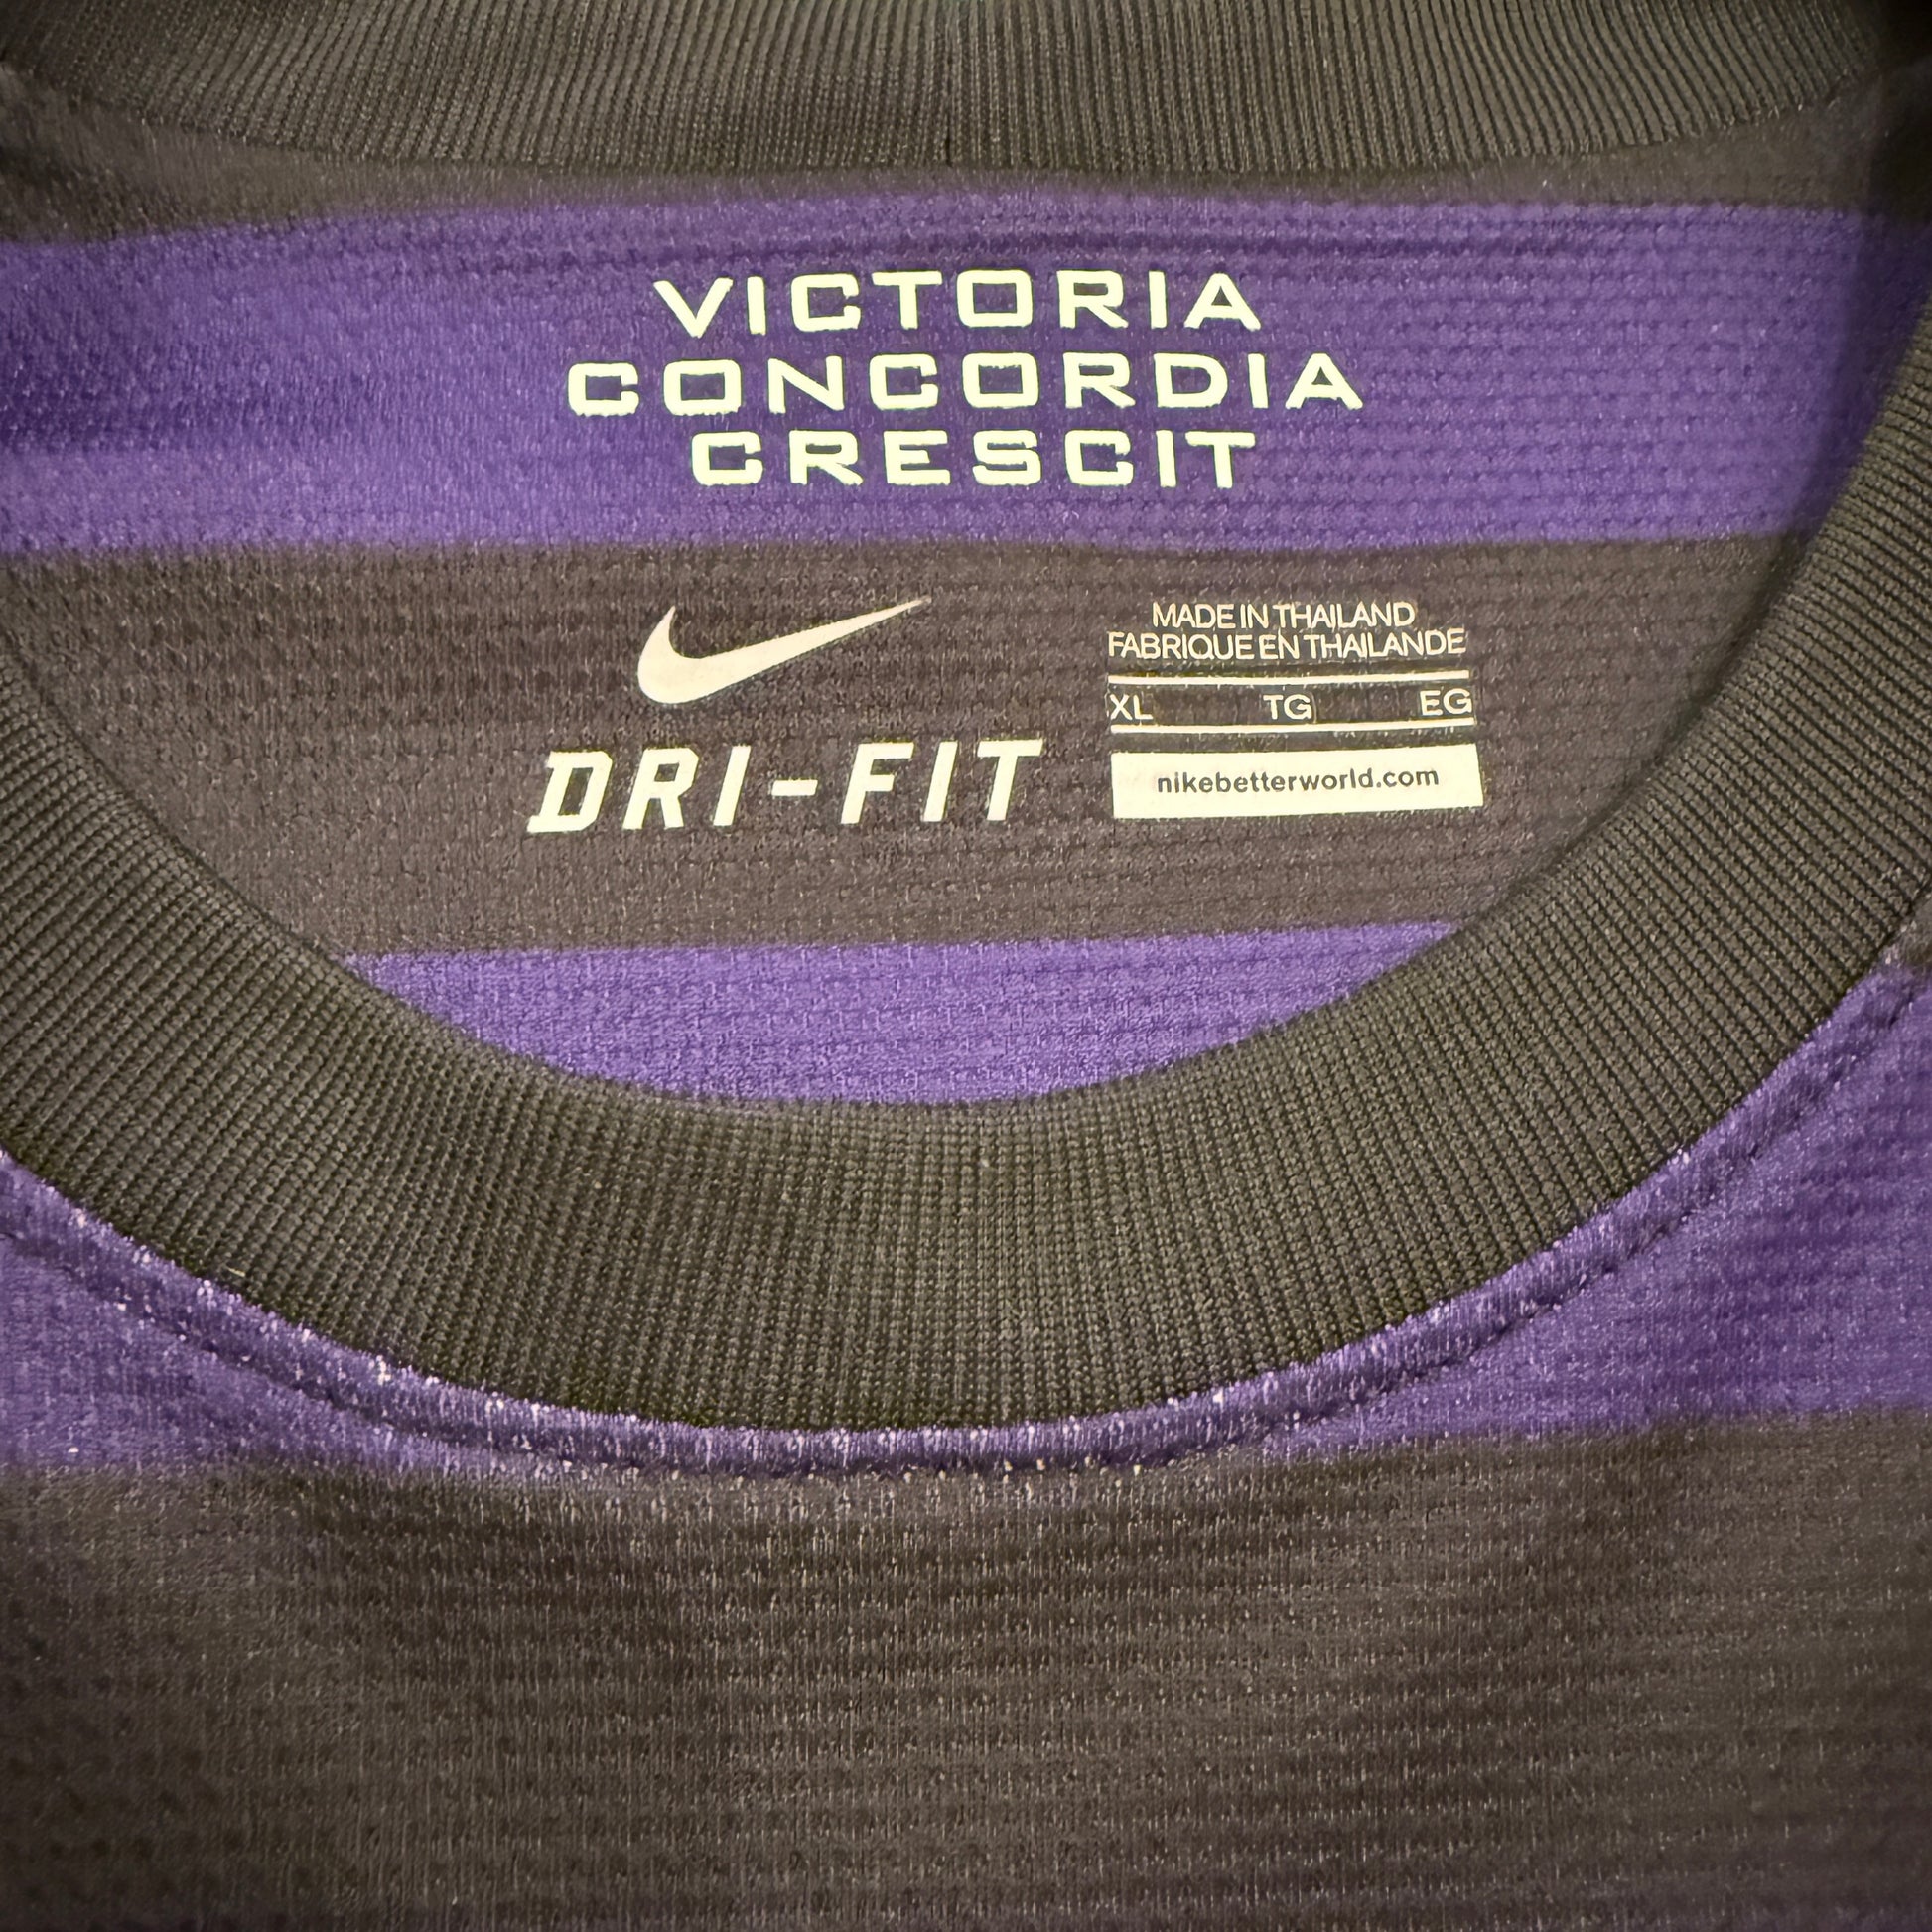 VICTORIA
CONCORDIA
CRESCIT
DRI-FIT
MADE IN THAILAND
FABRIQUE EN THAILANDE
XL TG EG
nikebetterworld.com